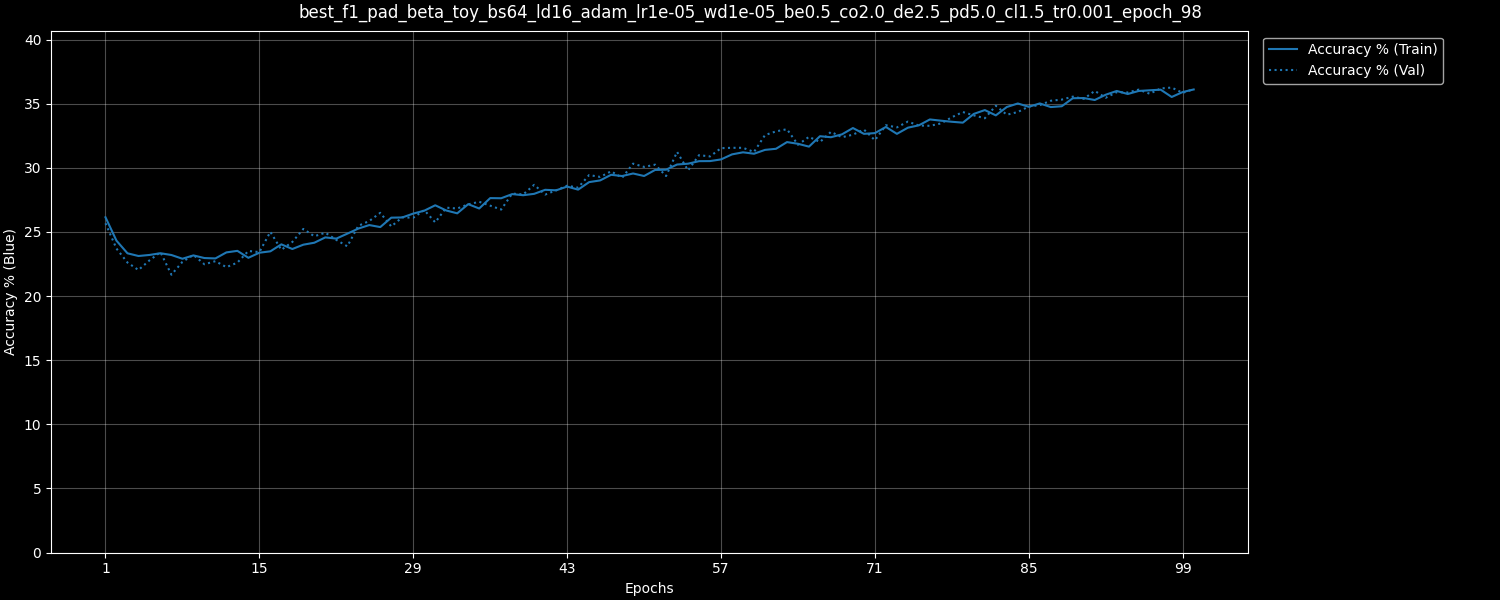 best_f1_pad_beta_toy_bs64_ld16_adam_lr1e-05_wd1e-05_be0.5_co2.0_de2.5_pd5.0_cl1.5_tr0.001_epoch_98
Accuracy % (Train)
Accuracy % (Val)
Accuracy % (Blue)
40
35
30
25
20
15
10
5
0
1 15 29 43 57 71 85 99
Epochs